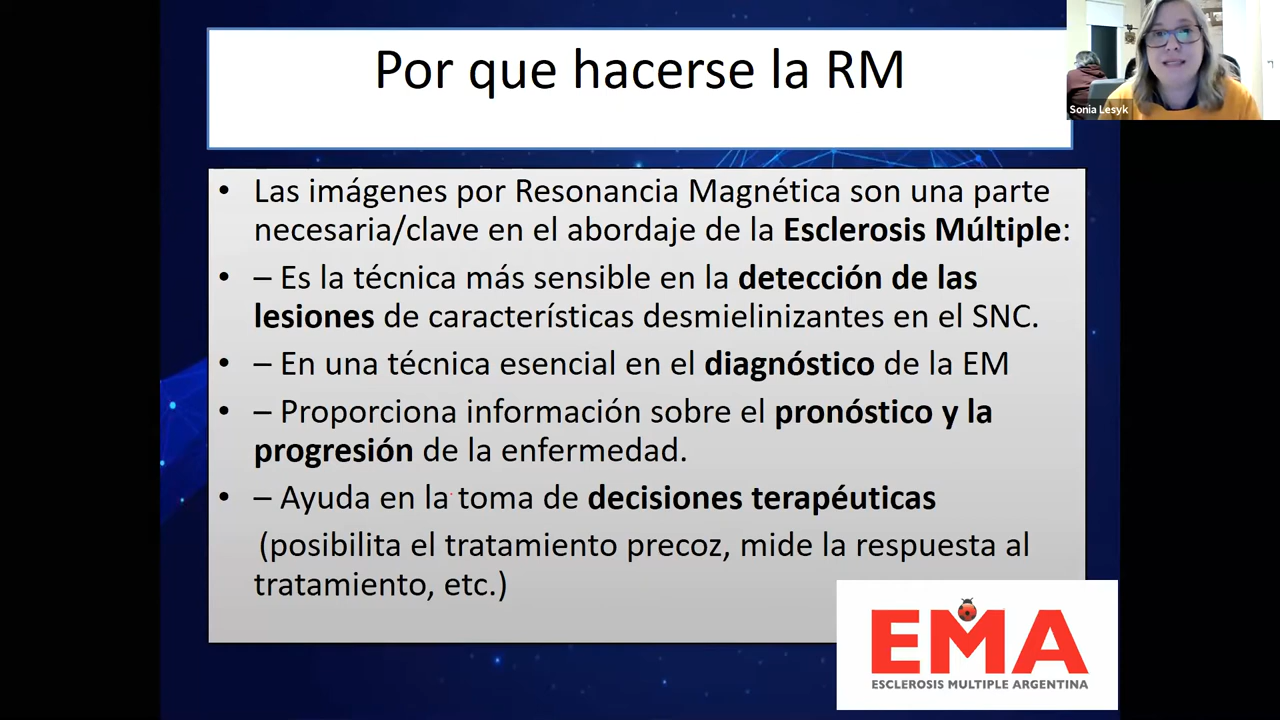 Por que hacerse la RM
Sonia Lesyk
• Las imágenes por Resonancia Magnética son una parte
necesaria/clave en el abordaje de la Esclerosis Múltiple:
• – Es la técnica más sensible en la detección de las
lesiones de características desmielinizantes en el SNC.
• – En una técnica esencial en el diagnóstico de la EM
• – Proporciona información sobre el pronóstico y la
progresión de la enfermedad.
• – Ayuda en la toma de decisiones terapéuticas
(posibilita el tratamiento precoz, mide la respuesta al
tratamiento, etc.)
EMA
ESCLEROSIS MULTIPLE ARGENTINA